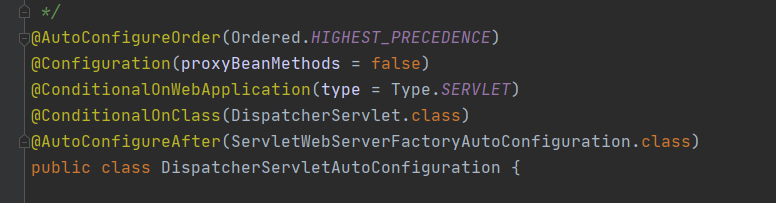 */
@AutoConfigureOrder(Ordered.HIGHEST_PRECEDENCE)
@Configuration(proxyBeanMethods = false)
@ConditionalOnWebApplication(type = Type.SERVLET)
@ConditionalOnClass(DispatcherServlet.class)
@AutoConfigureAfter(ServletWebServerFactoryAutoConfiguration.class)
public class DispatcherServletAutoConfiguration {